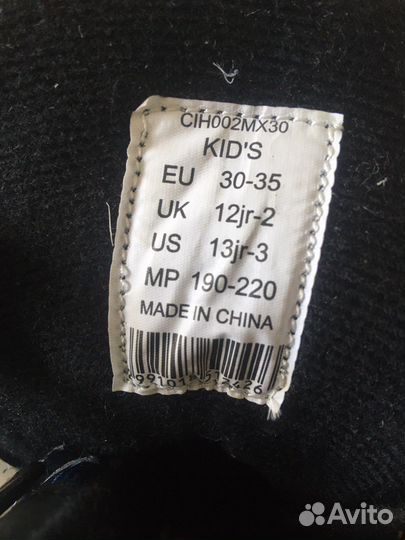 CIH002MX30
KID'S
EU 30-35
UK 12jr-2
US 13jr-3
MP 190-220
MADE IN CHINA
Avito